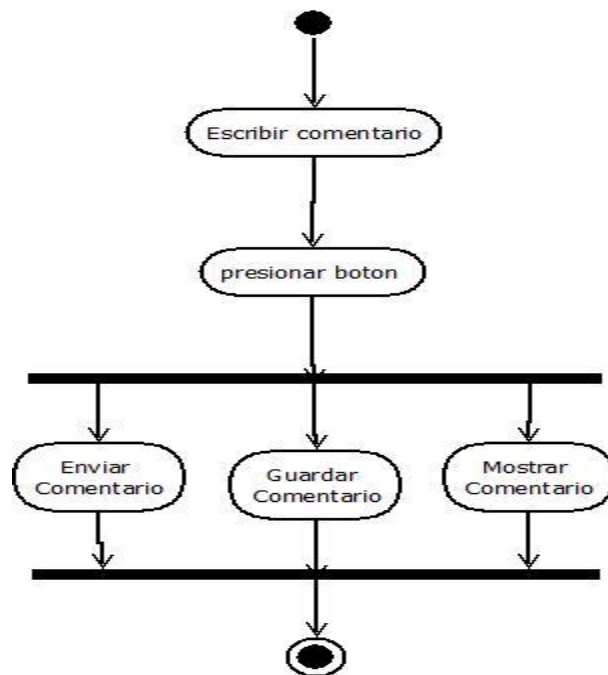 Escribir comentario
presionar boton
Enviar
Comentario
Guardar
Comentario
Mostrar
Comentario